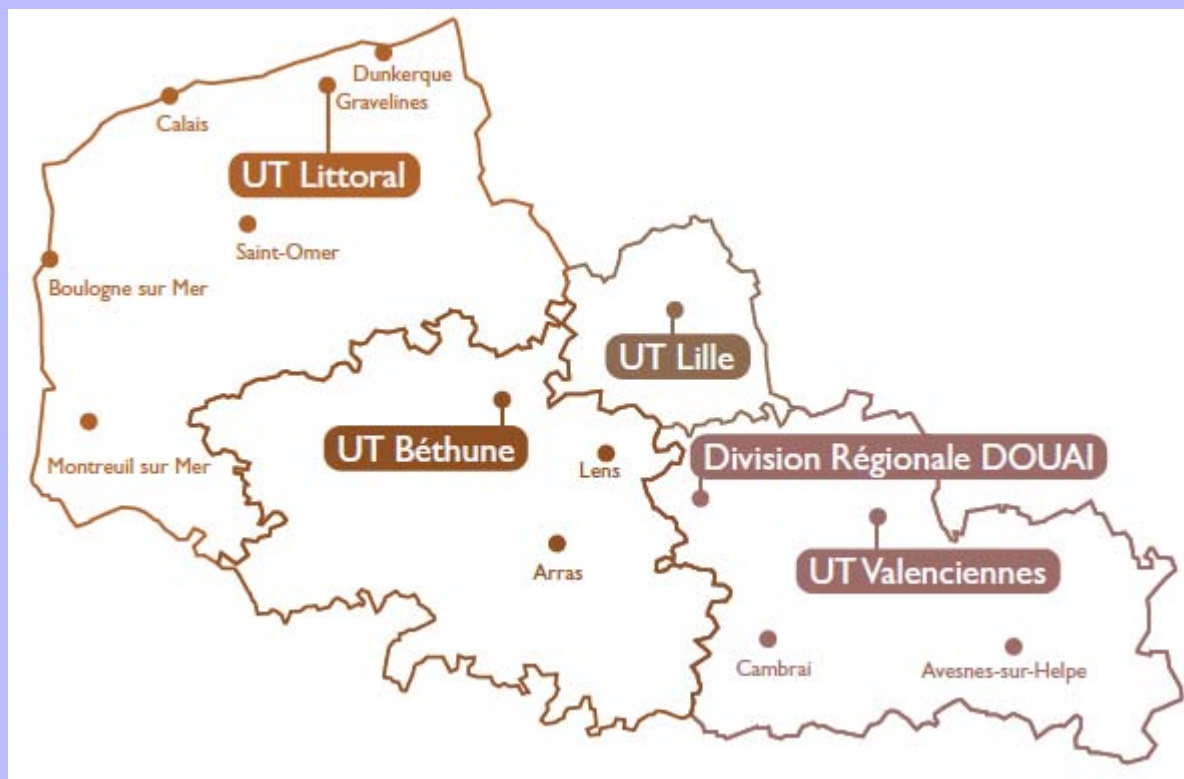 Dunkerque
Gravelines
Calais
UT Littoral
Saint-Omer
Boulogne sur Mer
UT Lille
UT Béthune
Montreuil sur Mer
Lens
Division Régionale DOUAI
Arras
UT Valenciennes
Cambrai
Avesnes-sur-Helpe